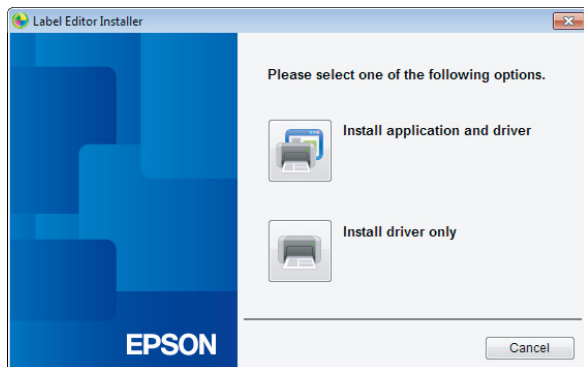 Label Editor Installer
Please select one of the following options.
Install application and driver
Install driver only
EPSON
Cancel